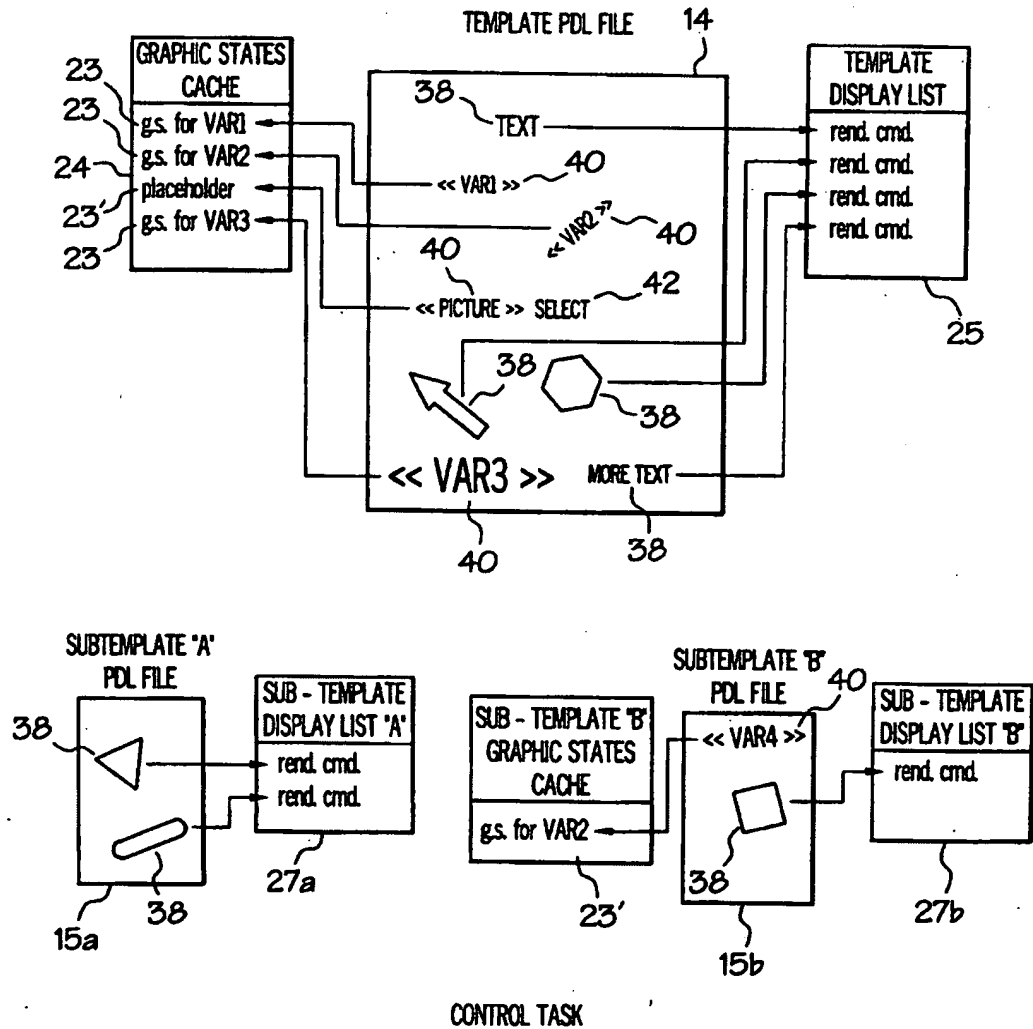 TEMPLATE PDL FILE
14
GRAPHIC STATES
CACHE
23
g.s. for VAR1
23
g.s. for VAR2
24
placeholder
23'
g.s. for VAR3
23
38
TEXT
<< VAR1 >>
40
<< VAR2 >>
40
40
<< PICTURE >> SELECT
42
38
38
<< VAR3 >>
40
MORE TEXT
38
TEMPLATE
DISPLAY LIST
rend. cmd.
rend. cmd.
rend. cmd.
rend. cmd.
25
SUBTEMPLATE "A"
PDL FILE
38
38
15a
SUB - TEMPLATE
DISPLAY LIST "A"
rend. cmd.
rend. cmd.
27a
SUB - TEMPLATE "B"
GRAPHIC STATES
CACHE
g.s. for VAR2
23'
SUBTEMPLATE "B"
PDL FILE
40
<< VAR4 >>
38
15b
SUB - TEMPLATE
DISPLAY LIST "B"
rend. cmd.
27b
CONTROL TASK